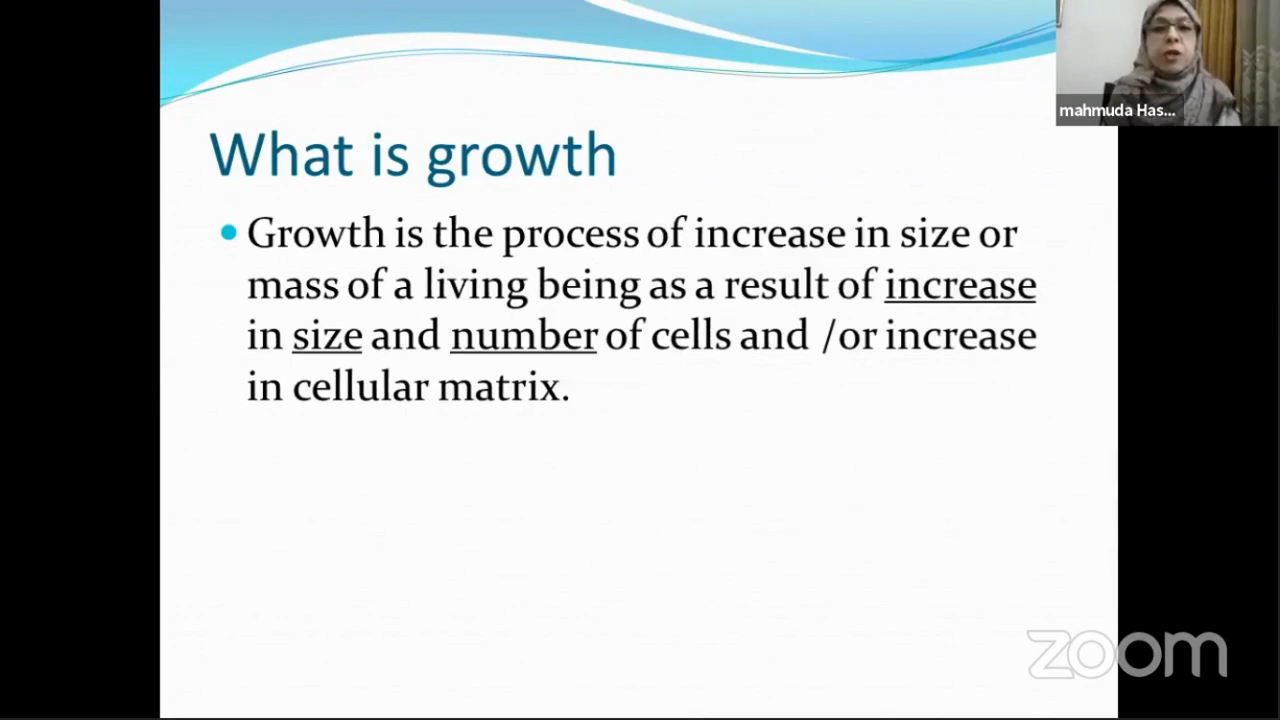 mahmuda Has...
What is growth
• Growth is the process of increase in size or
mass of a living being as a result of increase
in size and number of cells and /or increase
in cellular matrix.
zoom